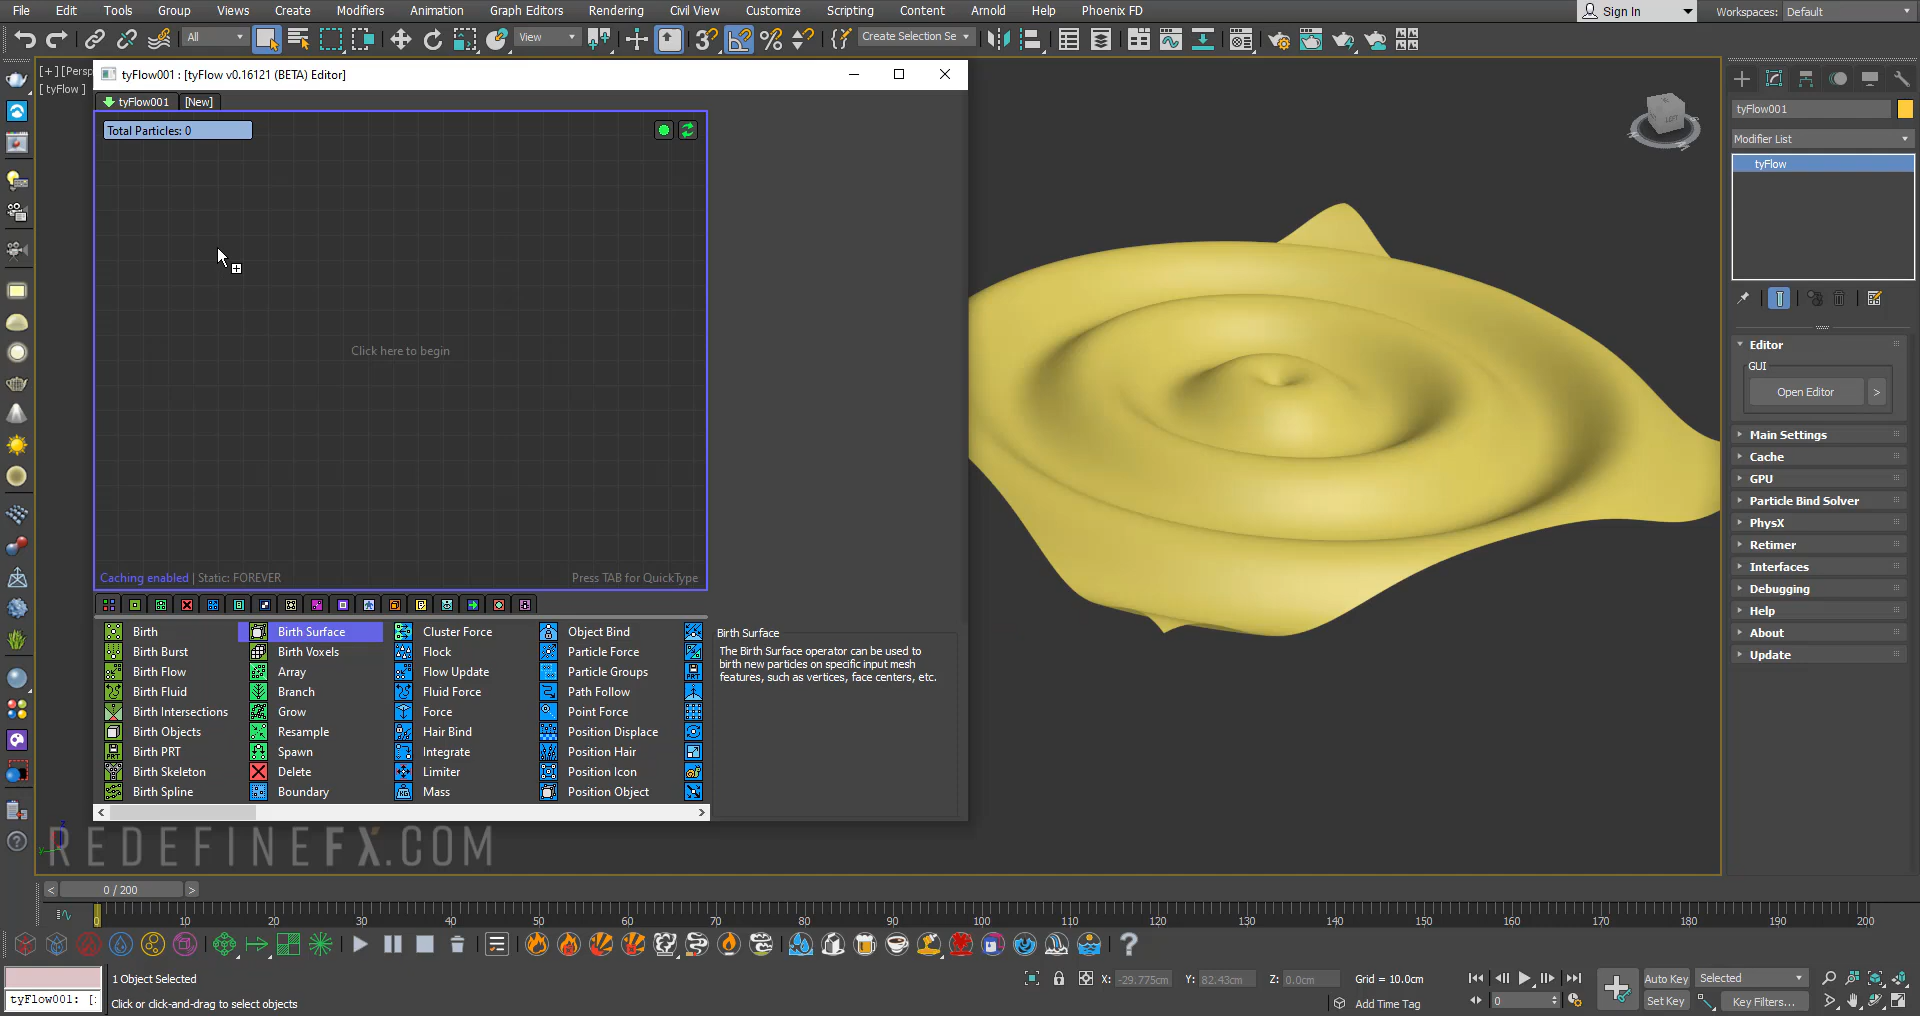 File Edit Tools Group Views Create Modifiers Animation Graph Editors Rendering Civil View Customize Scripting Content Arnold Help Phoenix FD
Sign In
Workspaces: Default
All
View
Create Selection Se
[+] [Persp
[ tyFlow ]
tyFlow001 : [tyFlow v0.16121 (BETA) Editor]
tyFlow001 [New]
Total Particles: 0
Click here to begin
Caching enabled | Static: FOREVER
Press TAB for QuickType
Birth
Birth Burst
Birth Flow
Birth Fluid
Birth Intersections
Birth Objects
Birth PRT
Birth Skeleton
Birth Spline
Birth Surface
Birth Voxels
Array
Branch
Grow
Resample
Spawn
Delete
Boundary
Cluster Force
Flock
Flow Update
Fluid Force
Force
Hair Bind
Integrate
Limiter
Mass
Object Bind
Particle Force
Particle Groups
Path Follow
Point Force
Position Displace
Position Hair
Position Icon
Position Object
Birth Surface
The Birth Surface operator can be used to
birth new particles on specific input mesh
features, such as vertices, face centers, etc.
LEFT
tyFlow001
Modifier List
tyFlow
Editor
GUI
Open Editor >
Main Settings
Cache
GPU
Particle Bind Solver
PhysX
Retimer
Interfaces
Debugging
Help
About
Update
REDEFINEFX.COM
< 0 / 200 >
0 10 20 30 40 50 60 70 80 90 100 110 120 130 140 150 160 170 180 190 200
tyFlow001: [:
1 Object Selected
Click or click-and-drag to select objects
X: -29.775cm Y: 82.43cm Z: 0.0cm Grid = 10.0cm
Add Time Tag
0
Auto Key Selected
Set Key Key Filters...